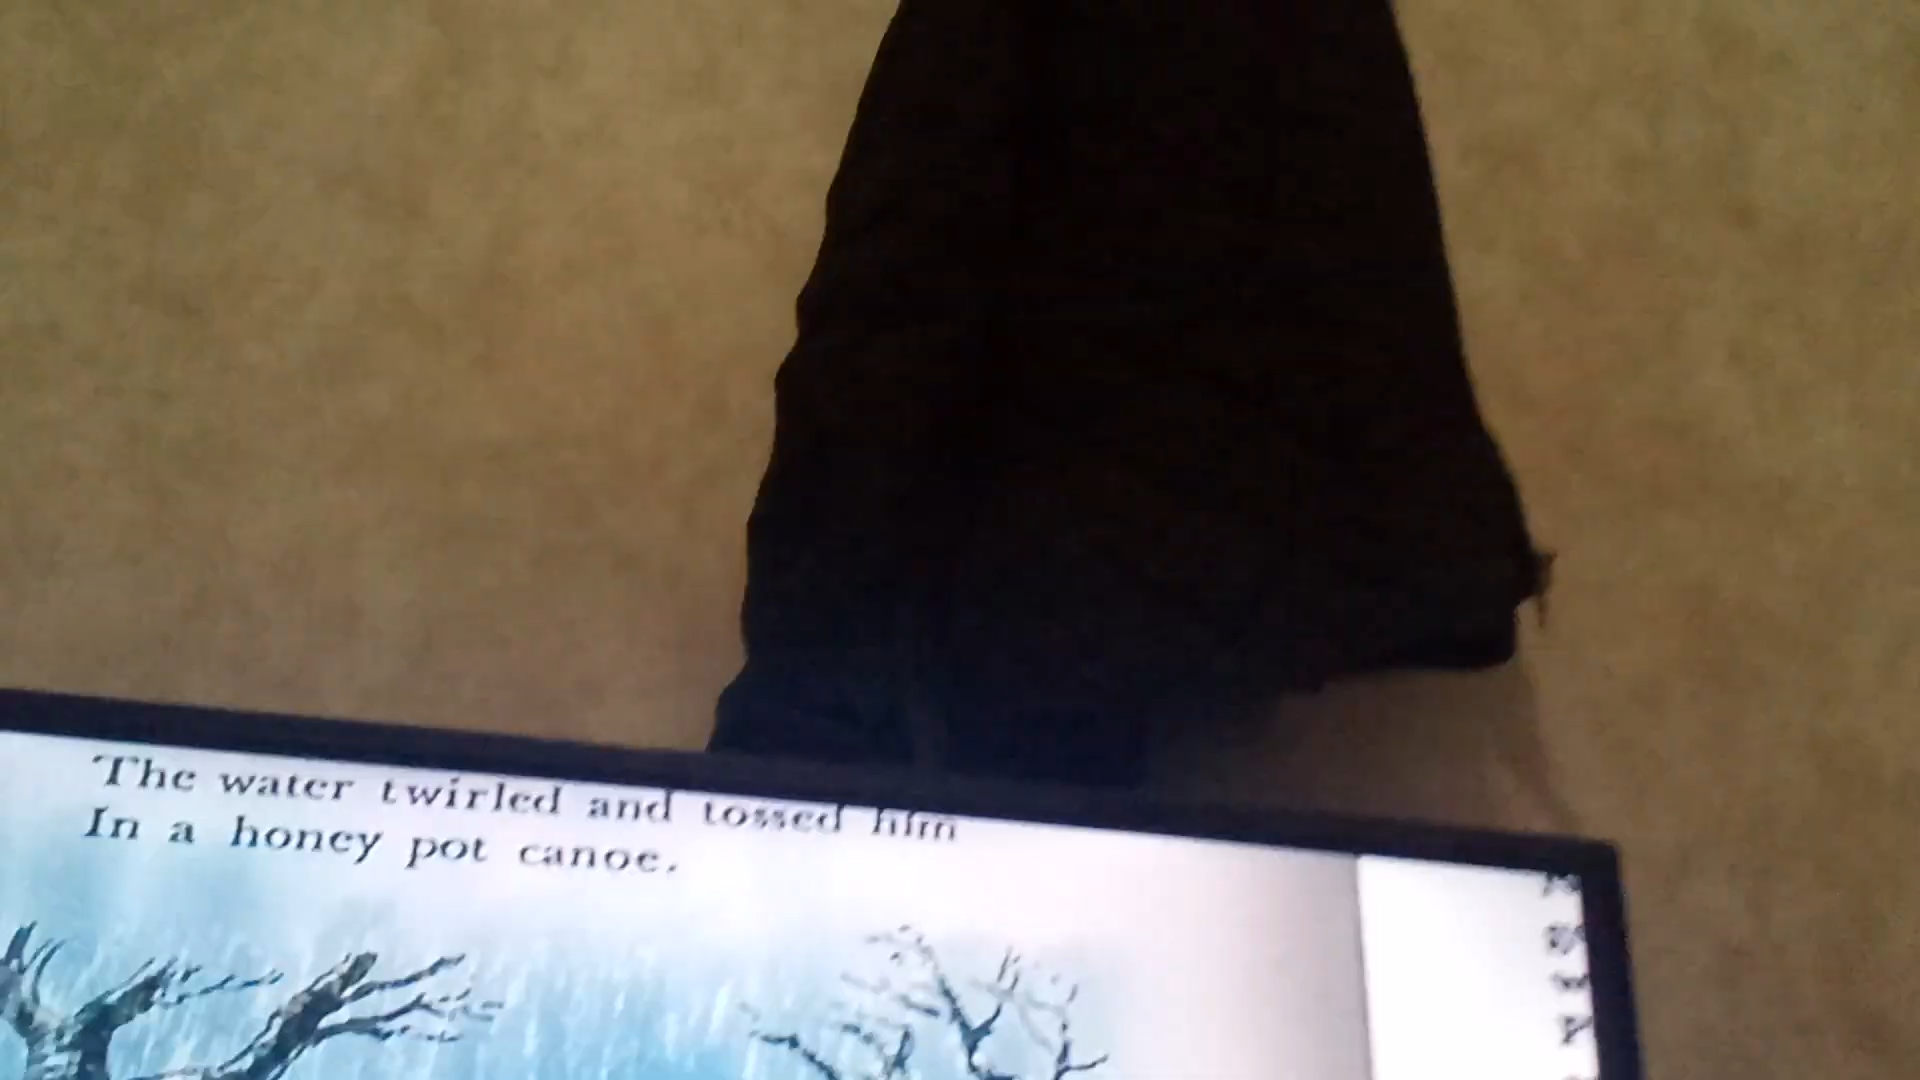 The water twirled and tossed him
In a honey pot canoe.